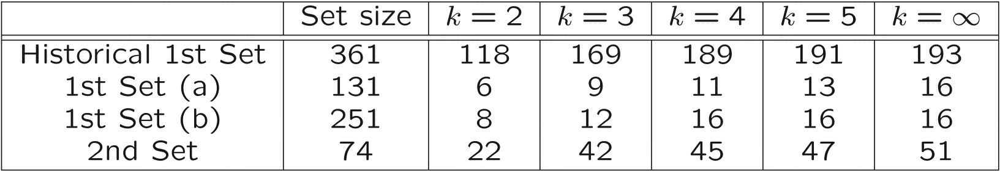 Set size k = 2 k = 3 k = 4 k = 5 k = ∞
Historical 1st Set 361 118 169 189 191 193
1st Set (a) 131 6 9 11 13 16
1st Set (b) 251 8 12 16 16 16
2nd Set 74 22 42 45 47 51